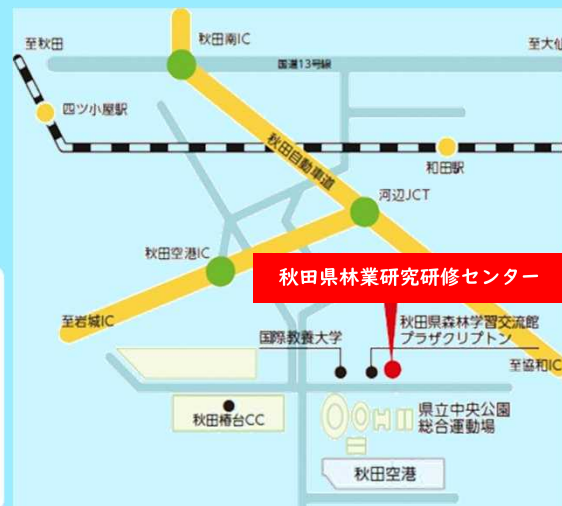 秋田南IC
至秋田
国道13号線
至大仙
四ツ小屋駅
秋田自動車道
和田駅
河辺JCT
秋田空港IC
秋田県林業研究研修センター
至岩城IC
国際教養大学
秋田県森林学習交流館
プラザクリプトン
至協和IC
秋田椿台CC
県立中央公園
総合運動場
秋田空港